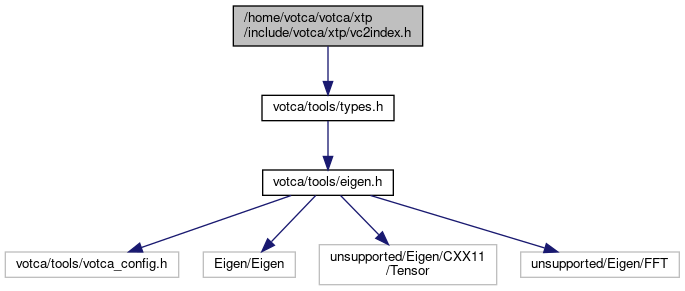 /home/votca/votca/xtp
/include/votca/xtp/vc2index.h
votca/tools/types.h
votca/tools/eigen.h
votca/tools/votca_config.h
Eigen/Eigen
unsupported/Eigen/CXX11
/Tensor
unsupported/Eigen/FFT